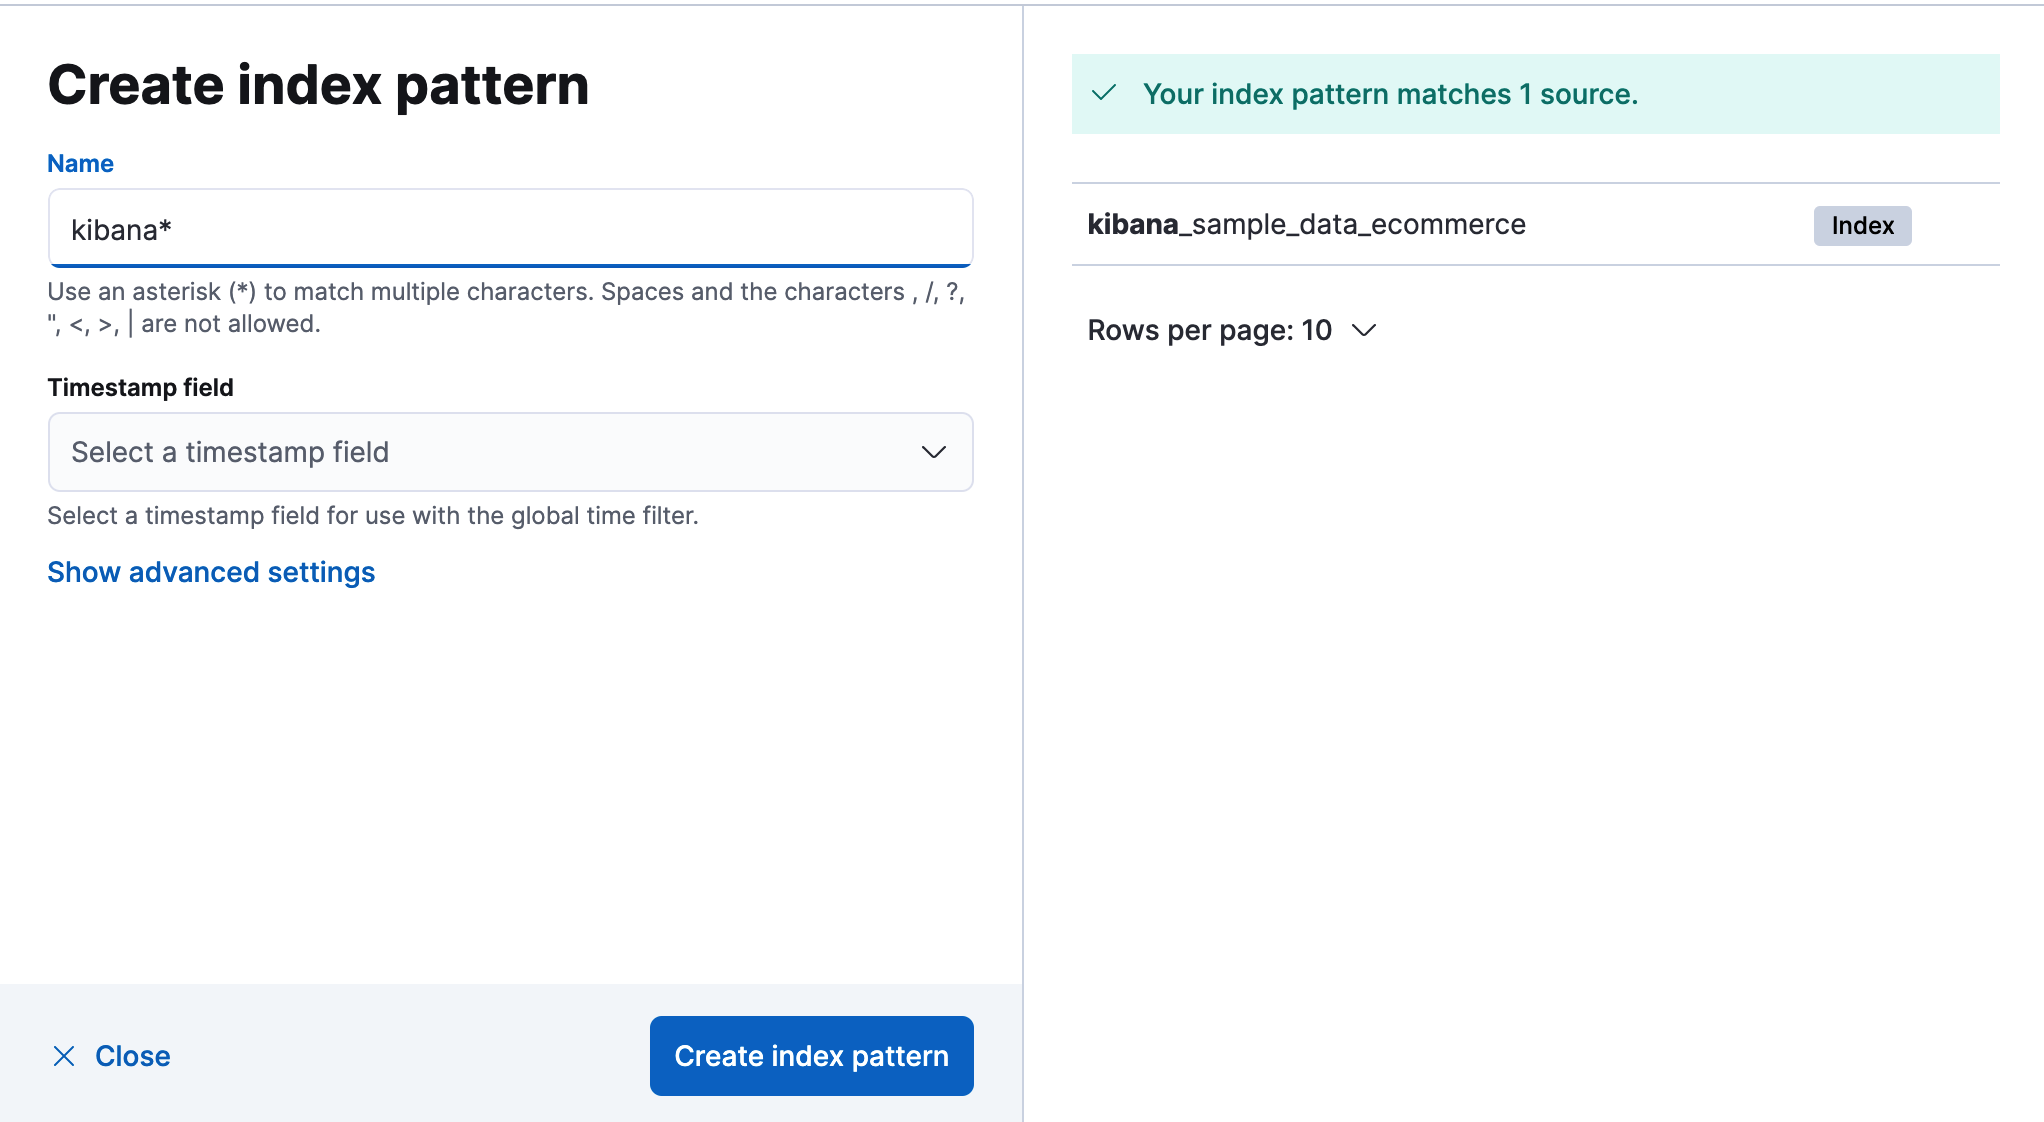 Create index pattern
Name
kibana*
Use an asterisk (*) to match multiple characters. Spaces and the characters , /, ?,
", <, >, | are not allowed.
Timestamp field
Select a timestamp field
Select a timestamp field for use with the global time filter.
Show advanced settings
Close
Create index pattern
Your index pattern matches 1 source.
kibana_sample_data_ecommerce
Index
Rows per page: 10